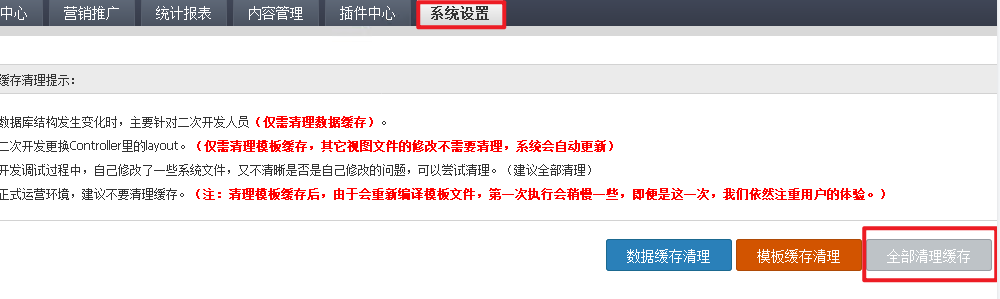 中心 营销推广 统计报表 内容管理 插件中心 系统设置
缓存清理提示:
数据库结构发生变化时，主要针对二次开发人员（仅需清理数据缓存）。
二次开发更换Controller里的layout。（仅需清理模板缓存，其它视图文件的修改不需要清理，系统会自动更新）
开发调试过程中，自己修改了一些系统文件，又不清晰是否是自己修改的问题，可以尝试清理。（建议全部清理）
正式运营环境，建议不要清理缓存。（注：清理模板缓存后，由于会重新编译模板文件，第一次执行会稍慢一些，即便是这一次，我们依然注重用户的体验。）
数据缓存清理 模板缓存清理 全部清理缓存